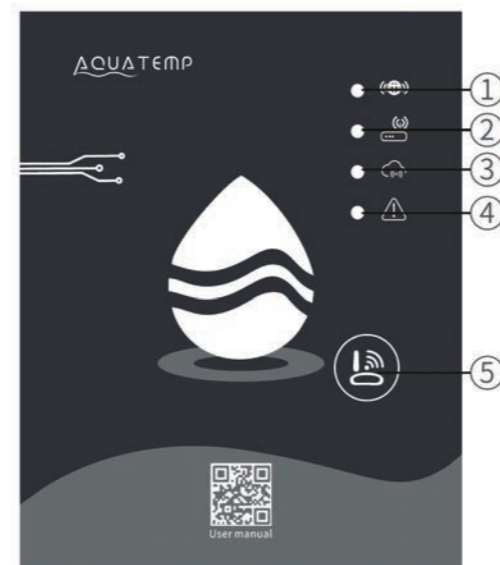 AQUATEMP
①
②
③
④
⑤
User manual